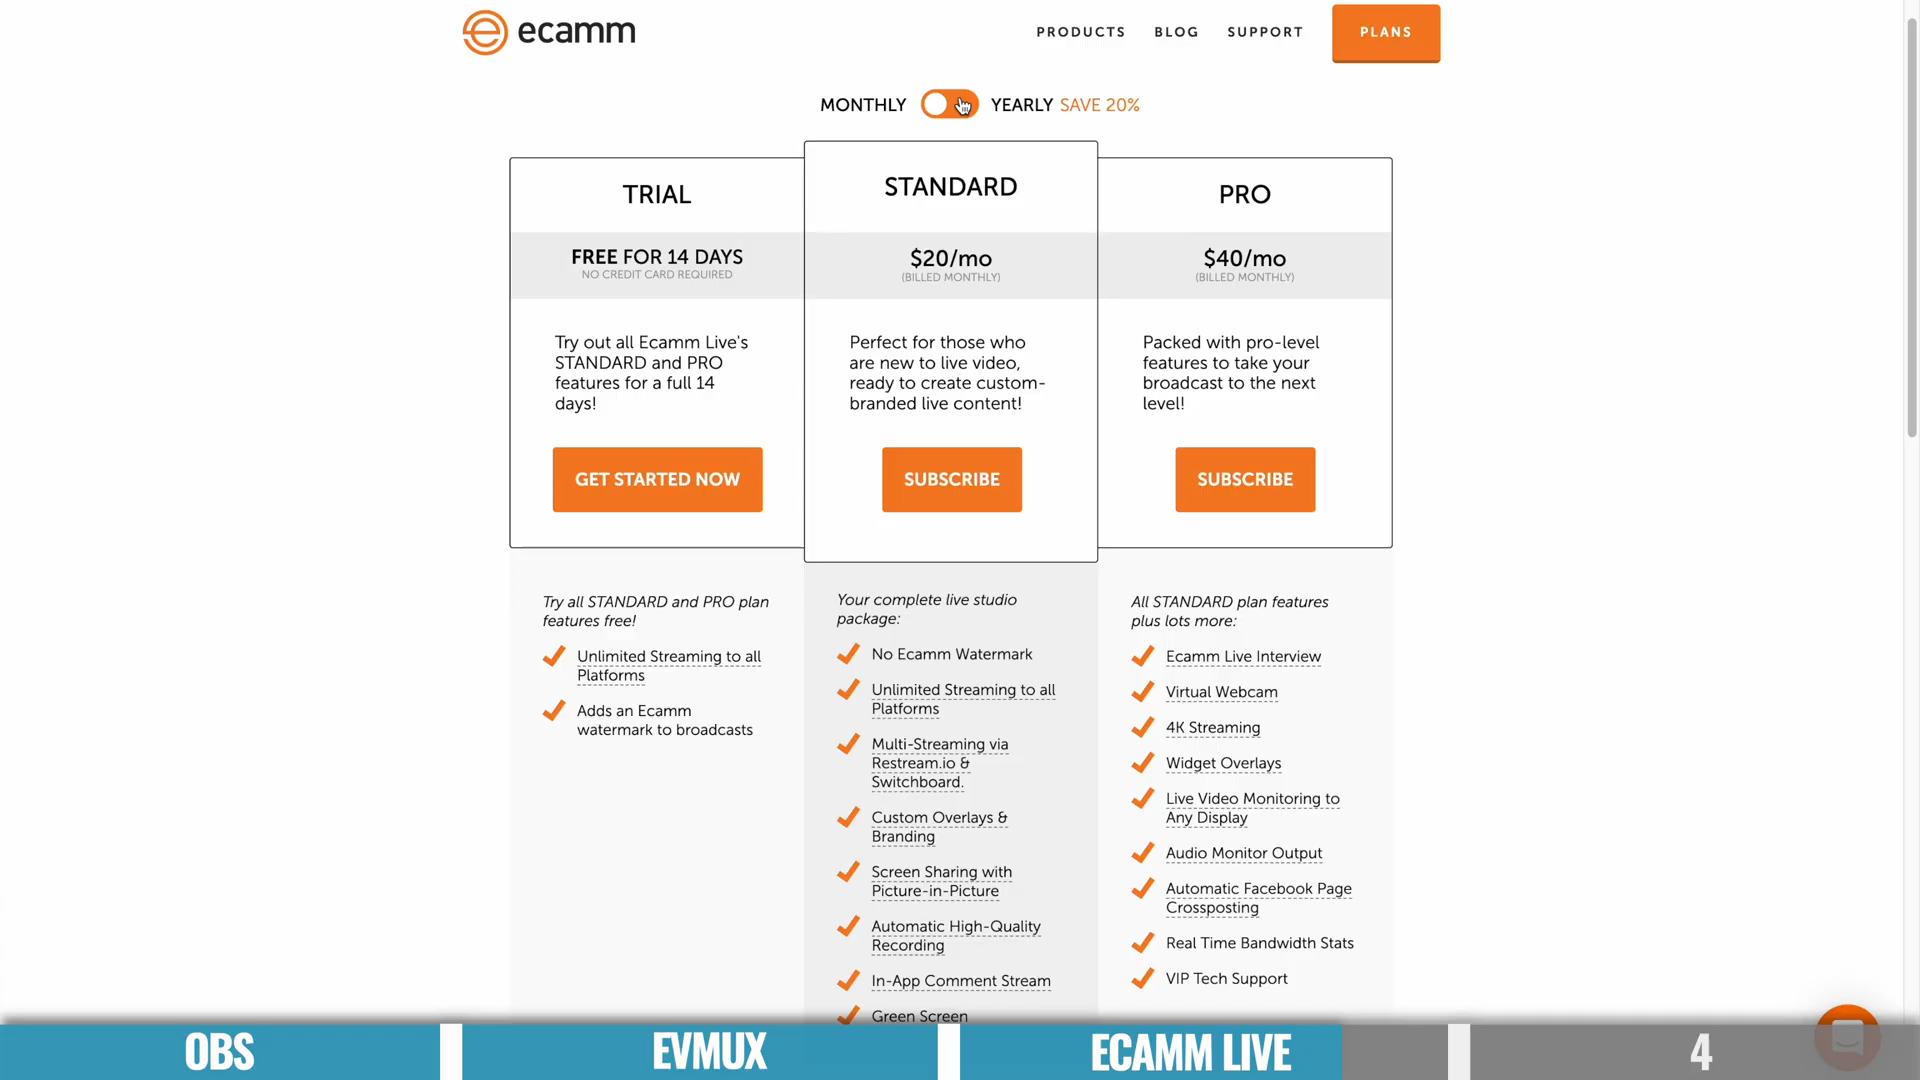 ecamm
PRODUCTS BLOG SUPPORT PLANS
MONTHLY YEARLY SAVE 20%
TRIAL
FREE FOR 14 DAYS
NO CREDIT CARD REQUIRED
Try out all Ecamm Live's
STANDARD and PRO
features for a full 14
days!
GET STARTED NOW
Try all STANDARD and PRO plan
features free!
Unlimited Streaming to all
Platforms
Adds an Ecamm
watermark to broadcasts
STANDARD
$20/mo
(BILLED MONTHLY)
Perfect for those who
are new to live video,
ready to create custom-
branded live content!
SUBSCRIBE
Your complete live studio
package:
No Ecamm Watermark
Unlimited Streaming to all
Platforms
Multi-Streaming via
Restream.io &
Switchboard.
Custom Overlays &
Branding
Screen Sharing with
Picture-in-Picture
Automatic High-Quality
Recording
In-App Comment Stream
Green Screen
PRO
$40/mo
(BILLED MONTHLY)
Packed with pro-level
features to take your
broadcast to the next
level!
SUBSCRIBE
All STANDARD plan features
plus lots more:
Ecamm Live Interview
Virtual Webcam
4K Streaming
Widget Overlays
Live Video Monitoring to
Any Display
Audio Monitor Output
Automatic Facebook Page
Crossposting
Real Time Bandwidth Stats
VIP Tech Support
OBS EVMUX ECAMM LIVE 4